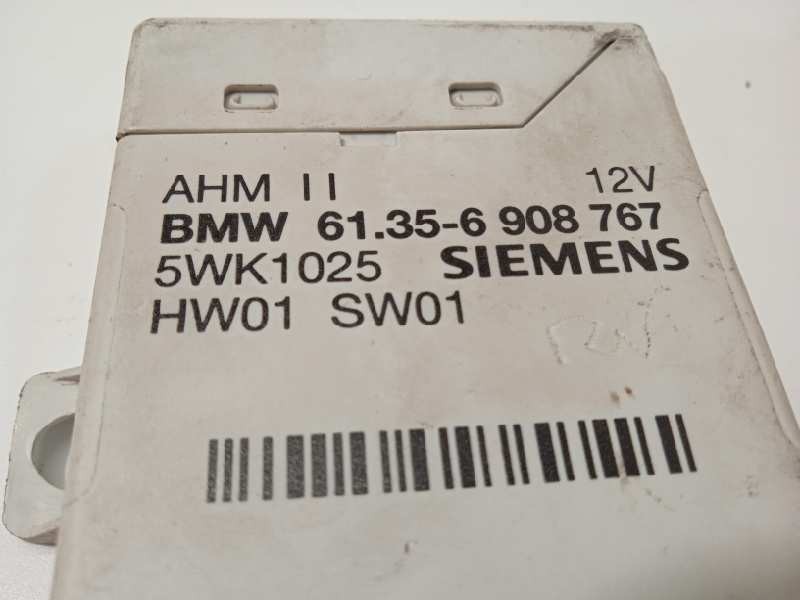 AHM II 12V
BMW 61.35-6 908 767
5WK1025 SIEMENS
HW01 SW01